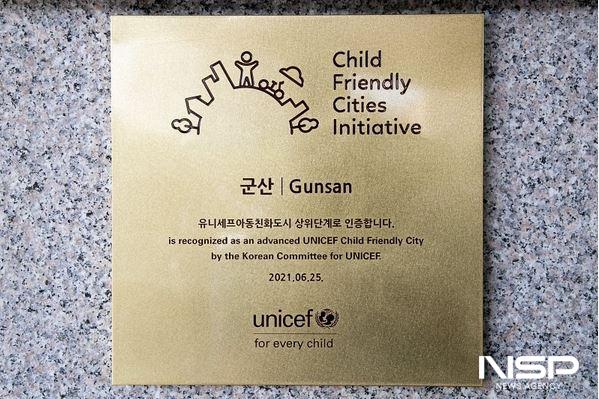 Child
Friendly
Cities
Initiative
군산 | Gunsan
유니세프아동친화도시 상위단계로 인증합니다.
is recognized as an advanced UNICEF Child Friendly City
by the Korean Committee for UNICEF.
2021.06.25.
unicef
for every child
NSP
NEWS AGENCY